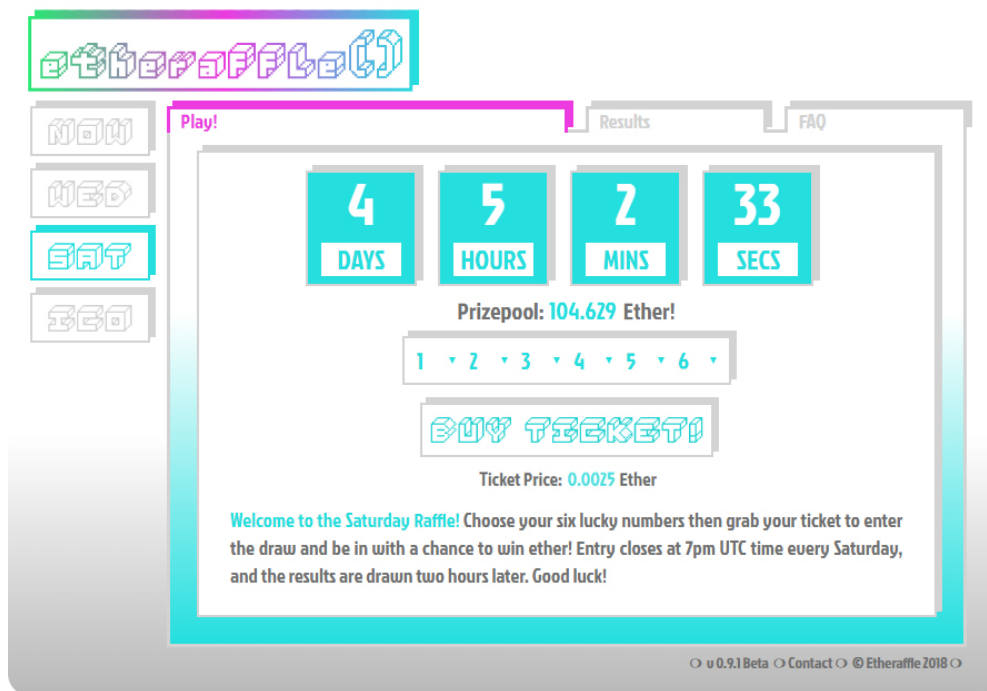 etheraffle()
NOW
WED
SAT
ICO
Play!
Results
FAQ
4 5 2 33
DAYS HOURS MINS SECS
Prizepool: 104.629 Ether!
1 2 3 4 5 6
BUY TICKET!
Ticket Price: 0.0025 Ether
Welcome to the Saturday Raffle! Choose your six lucky numbers then grab your ticket to enter
the draw and be in with a chance to win ether! Entry closes at 7pm UTC time every Saturday,
and the results are drawn two hours later. Good luck!
v 0.9.1 Beta Contact © Etheraffle 2018